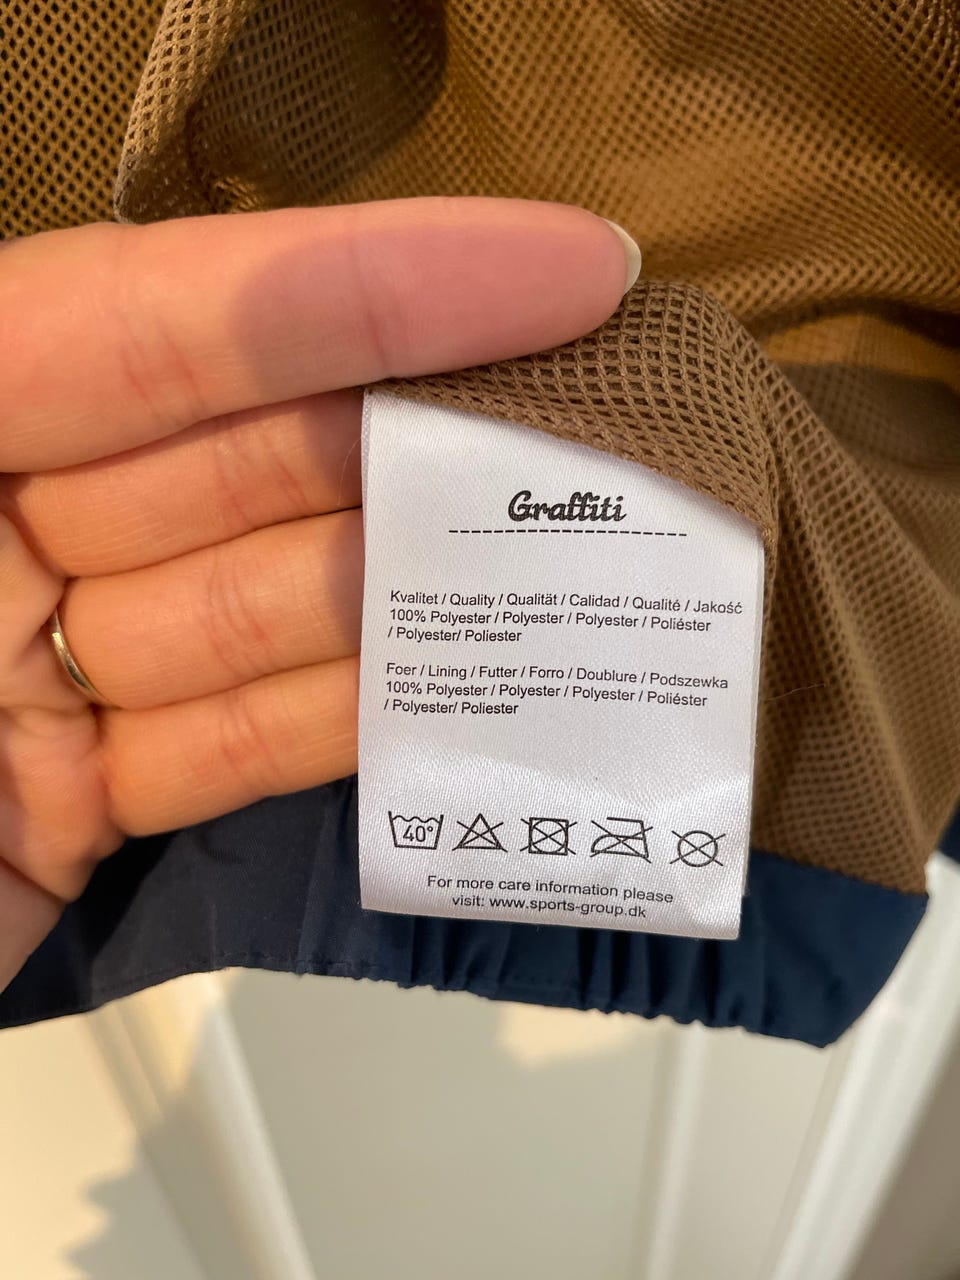 Graffiti
Kvalitet / Quality / Qualität / Calidad / Qualité / Jakość
100% Polyester / Polyester / Polyester / Poliéster
/ Polyester/ Poliester
Foer / Lining / Futter / Forro / Doublure / Podszewka
100% Polyester / Polyester / Polyester / Poliéster
/ Polyester/ Poliester
40°
For more care information please
visit: www.sports-group.dk